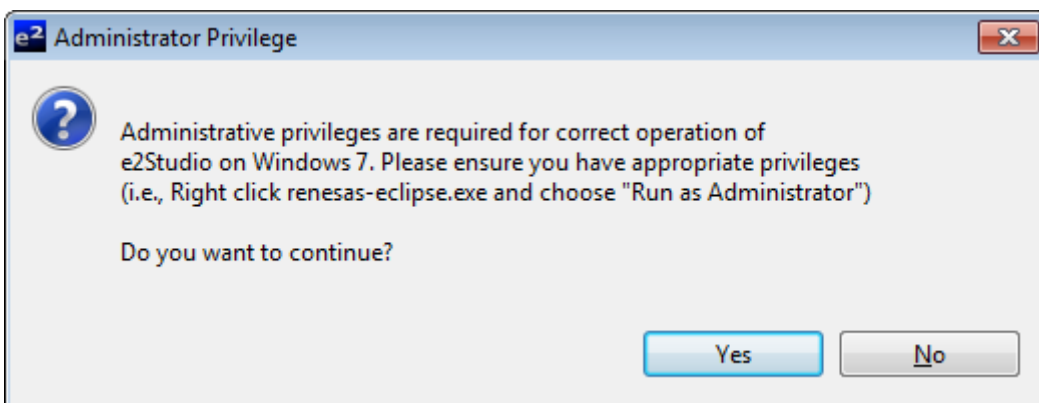 e² Administrator Privilege
?
Administrative privileges are required for correct operation of
e2Studio on Windows 7. Please ensure you have appropriate privileges
(i.e., Right click renesas-eclipse.exe and choose "Run as Administrator")
Do you want to continue?
Yes No